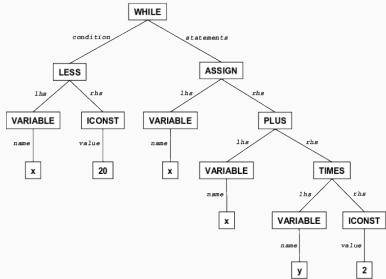 WHILE
condition statements
LESS ASSIGN
lhs rhs lhs rhs
VARIABLE ICONST VARIABLE PLUS
name value name lhs rhs
x 20 x VARIABLE TIMES
name lhs rhs
x VARIABLE ICONST
name value
y 2